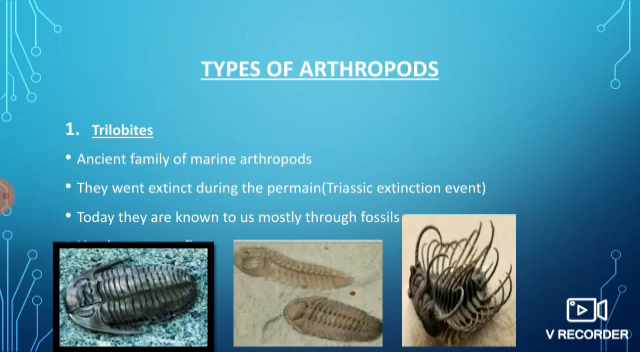 TYPES OF ARTHROPODS
1. Trilobites
• Ancient family of marine arthropods
• They went extinct during the permain(Triassic extinction event)
• Today they are known to us mostly through fossils
V RECORDER